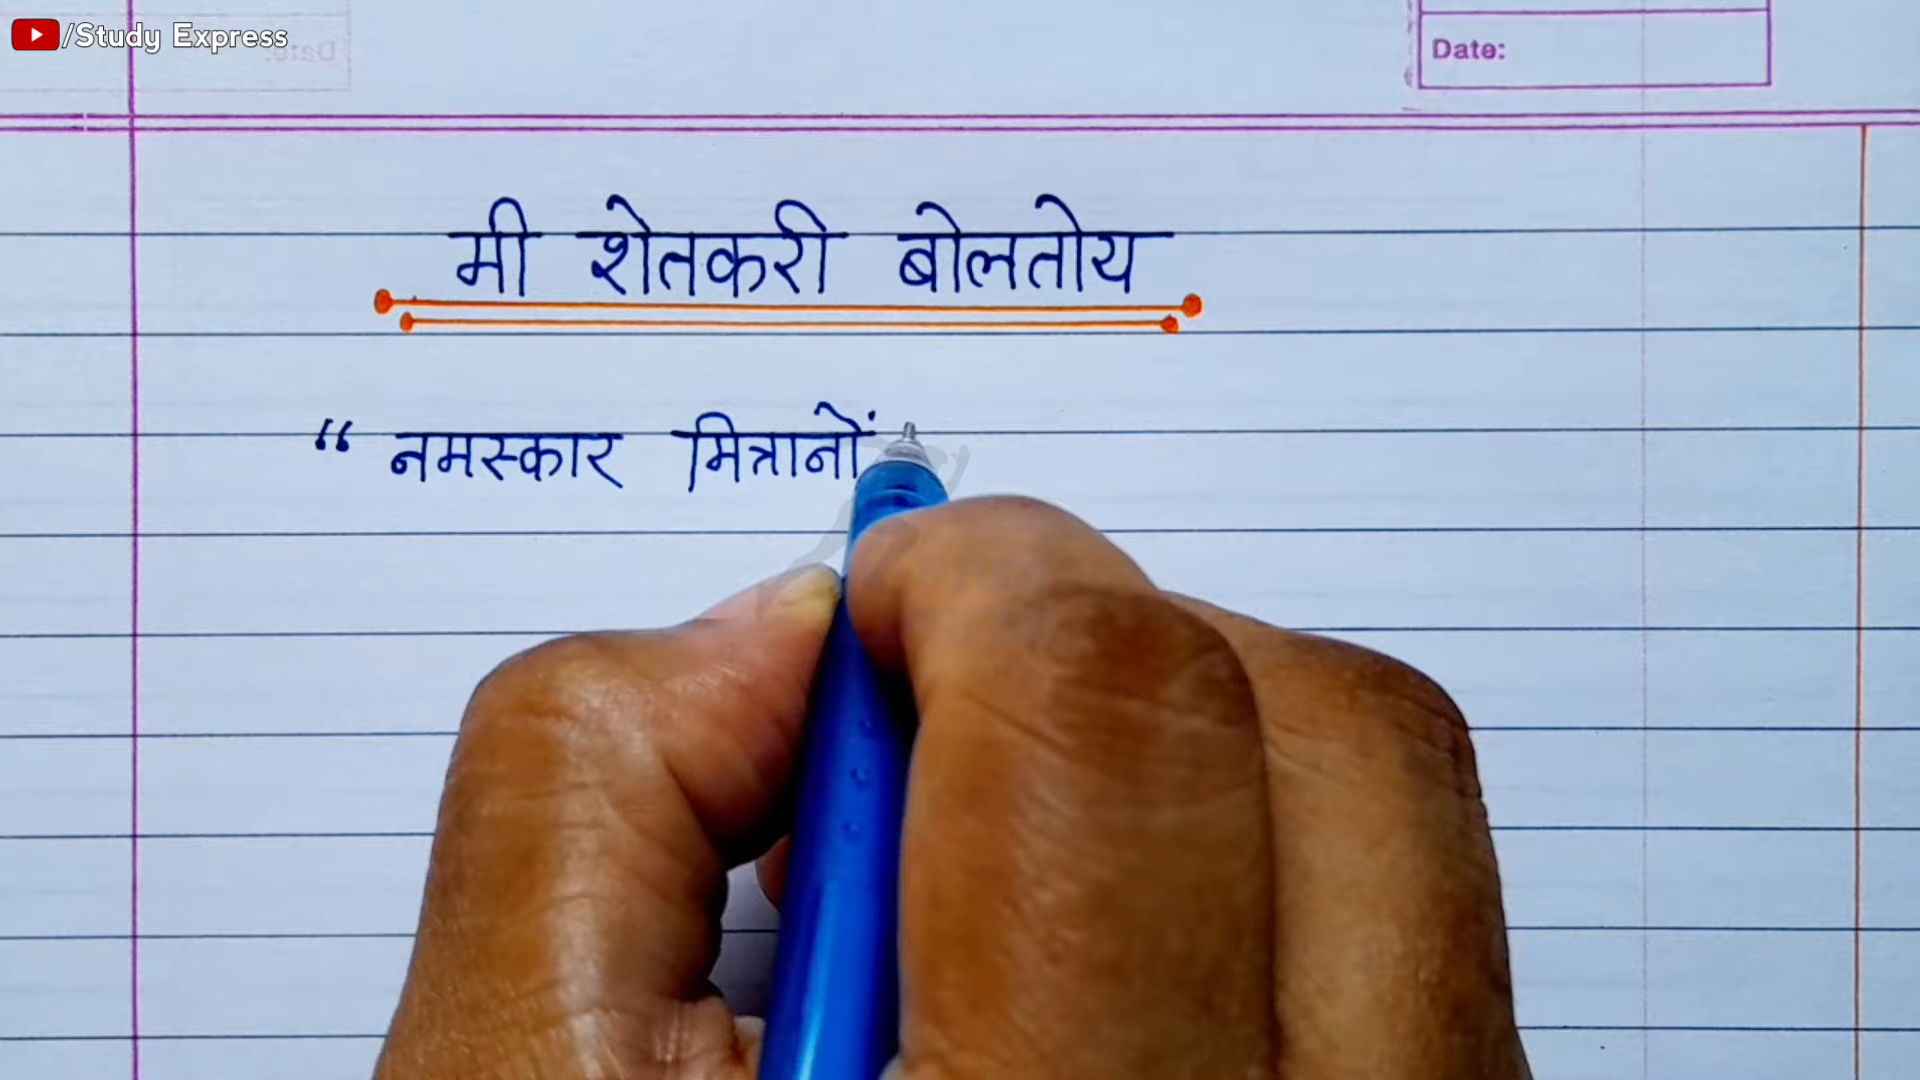 /Study Express
Date:
मी शेतकरी बोलतोय
“ नमस्कार मित्रानों